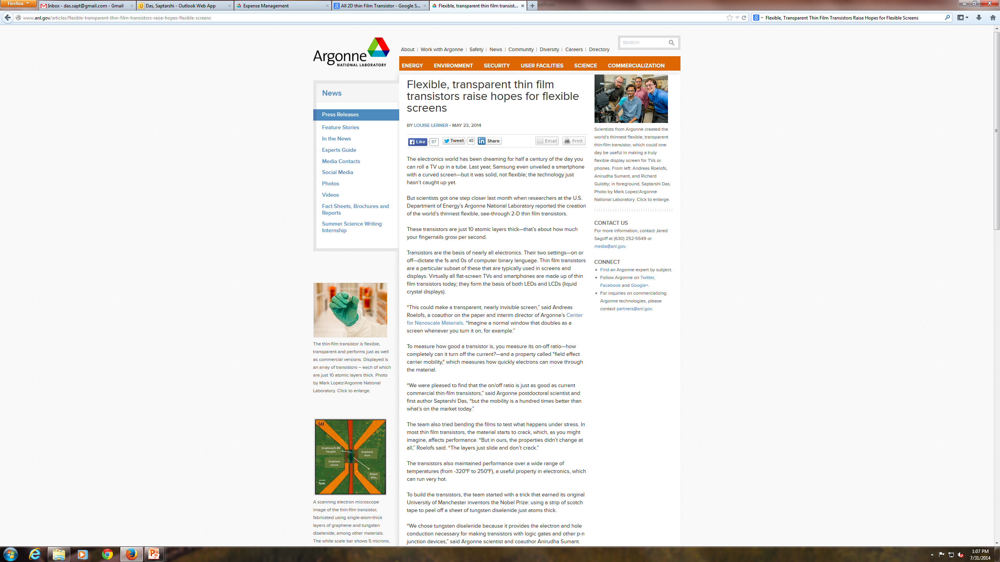 Firefox
Inbox - das.sapt@gmail.com - Gmail
Das, Saptarshi - Outlook Web App
Expense Management
All 2D thin Film Transistor - Google S...
Flexible, transparent thin film transist...
www.anl.gov/articles/flexible-transparent-thin-film-transistors-raise-hopes-flexible-screens
Flexible, Transparent Thin Film Transistors Raise Hopes for Flexible Screens
Argonne
NATIONAL LABORATORY
About | Work with Argonne | Safety | News | Community | Diversity | Careers | Directory
SEARCH
ENERGY ENVIRONMENT SECURITY USER FACILITIES SCIENCE COMMERCIALIZATION
News
Press Releases
Feature Stories
In the News
Experts Guide
Media Contacts
Social Media
Photos
Videos
Fact Sheets, Brochures and
Reports
Summer Science Writing
Internship
The thin-film transistor is flexible,
transparent and performs just as well
as commercial versions. Displayed is
an array of transistors – each of which
are just 10 atomic layers thick. Photo
by Mark Lopez/Argonne National
Laboratory. Click to enlarge.
(a)
Graphene/h-BN
top gate
Graphene
drain
Graphene
source
Bilayer
WSe2
5μm
A scanning electron microscope
image of the thin-film transistor,
fabricated using single-atom-thick
layers of graphene and tungsten
diselenide, among other materials.
The white scale bar shows 5 microns,
Flexible, transparent thin film
transistors raise hopes for flexible
screens
BY LOUISE LERNER • MAY 23, 2014
Like 67 Tweet 40 Share Email Print
The electronics world has been dreaming for half a century of the day you
can roll a TV up in a tube. Last year, Samsung even unveiled a smartphone
with a curved screen—but it was solid, not flexible; the technology just
hasn’t caught up yet.
But scientists got one step closer last month when researchers at the U.S.
Department of Energy’s Argonne National Laboratory reported the creation
of the world’s thinnest flexible, see-through 2-D thin film transistors.
These transistors are just 10 atomic layers thick—that’s about how much
your fingernails grow per second.
Transistors are the basis of nearly all electronics. Their two settings—on or
off—dictate the 1s and 0s of computer binary language. Thin film transistors
are a particular subset of these that are typically used in screens and
displays. Virtually all flat-screen TVs and smartphones are made up of thin
film transistors today; they form the basis of both LEDs and LCDs (liquid
crystal displays).
“This could make a transparent, nearly invisible screen,” said Andreas
Roelofs, a coauthor on the paper and interim director of Argonne’s Center
for Nanoscale Materials. “Imagine a normal window that doubles as a
screen whenever you turn it on, for example.”
To measure how good a transistor is, you measure its on-off ratio—how
completely can it turn off the current?—and a property called "field effect
carrier mobility," which measures how quickly electrons can move through
the material.
“We were pleased to find that the on/off ratio is just as good as current
commercial thin-film transistors,” said Argonne postdoctoral scientist and
first author Saptarshi Das, “but the mobility is a hundred times better than
what’s on the market today.”
The team also tried bending the films to test what happens under stress. In
most thin film transistors, the material starts to crack, which, as you might
imagine, affects performance. “But in ours, the properties didn’t change at
all,” Roelofs said. “The layers just slide and don’t crack.”
The transistors also maintained performance over a wide range of
temperatures (from -320°F to 250°F), a useful property in electronics, which
can run very hot.
To build the transistors, the team started with a trick that earned its original
University of Manchester inventors the Nobel Prize: using a strip of scotch
tape to peel off a sheet of tungsten diselenide just atoms thick.
“We chose tungsten diselenide because it provides the electron and hole
conduction necessary for making transistors with logic gates and other p-n
junction devices,” said Argonne scientist and coauthor Anirudha Sumant.
Scientists from Argonne created the
world’s thinnest flexible, transparent
thin-film transistor, which could one
day be useful in making a truly
flexible display screen for TVs or
phones. From left: Andreas Roelofs,
Anirudha Sumant, and Richard
Gulotty; in foreground, Saptarshi Das.
Photo by Mark Lopez/Argonne
National Laboratory. Click to enlarge.
CONTACT US
For more information, contact Jared
Sagoff at (630) 252-5549 or
media@anl.gov.
CONNECT
Find an Argonne expert by subject.
Follow Argonne on Twitter,
Facebook and Google+.
For inquiries on commercializing
Argonne technologies, please
contact partners@anl.gov.
1:07 PM
7/31/2014